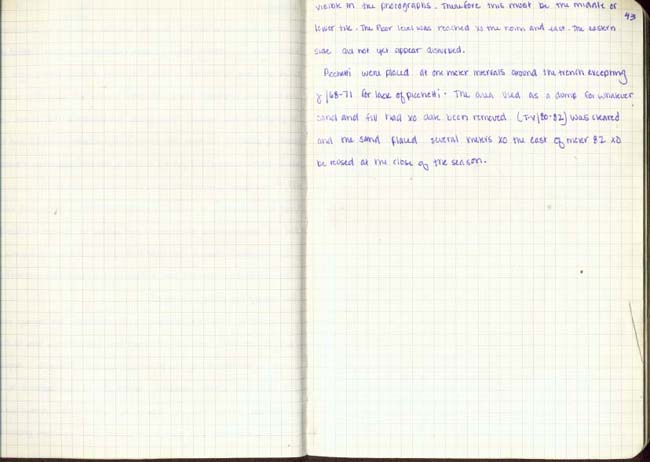 visible in the photographs. Therefore this must be the middle of
43
lower tile. The floor level was reached to the north and east. The eastern
side did not yet appear disturbed.
Picchetti were placed at one meter intervals around the trench excepting
y/68-71 for lack of picchetti. The area used as a dump for whatever
sand and fill had to date been removed (T-V/80-82) was cleared
and the sand placed several meters to the east of meter 82 to
be reused at the close of the season.